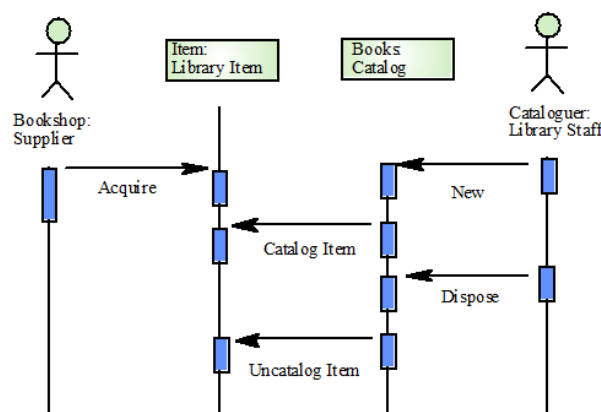 Item:
Library Item
Books:
Catalog
Bookshop:
Supplier
Cataloguer:
Library Staff
Acquire
New
Catalog Item
Dispose
Uncatalog Item